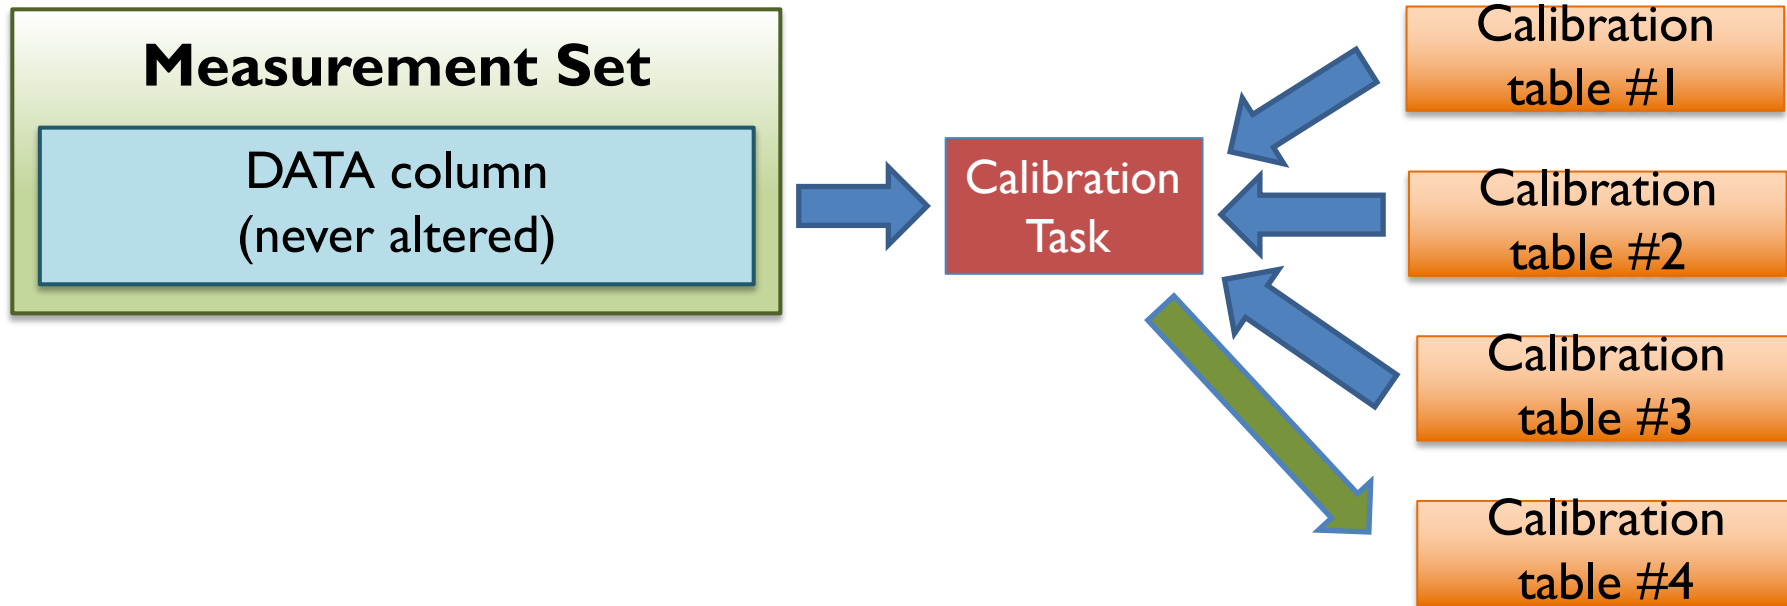 Measurement Set
DATA column
(never altered)
Calibration
Task
Calibration
table #1
Calibration
table #2
Calibration
table #3
Calibration
table #4